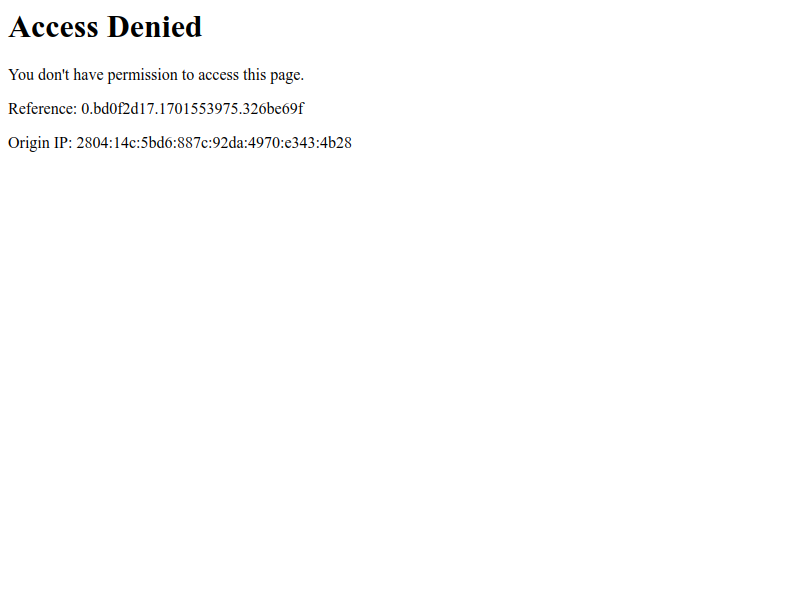 Access Denied
You don't have permission to access this page.
Reference: 0.bd0f2d17.1701553975.326be69f
Origin IP: 2804:14c:5bd6:887c:92da:4970:e343:4b28